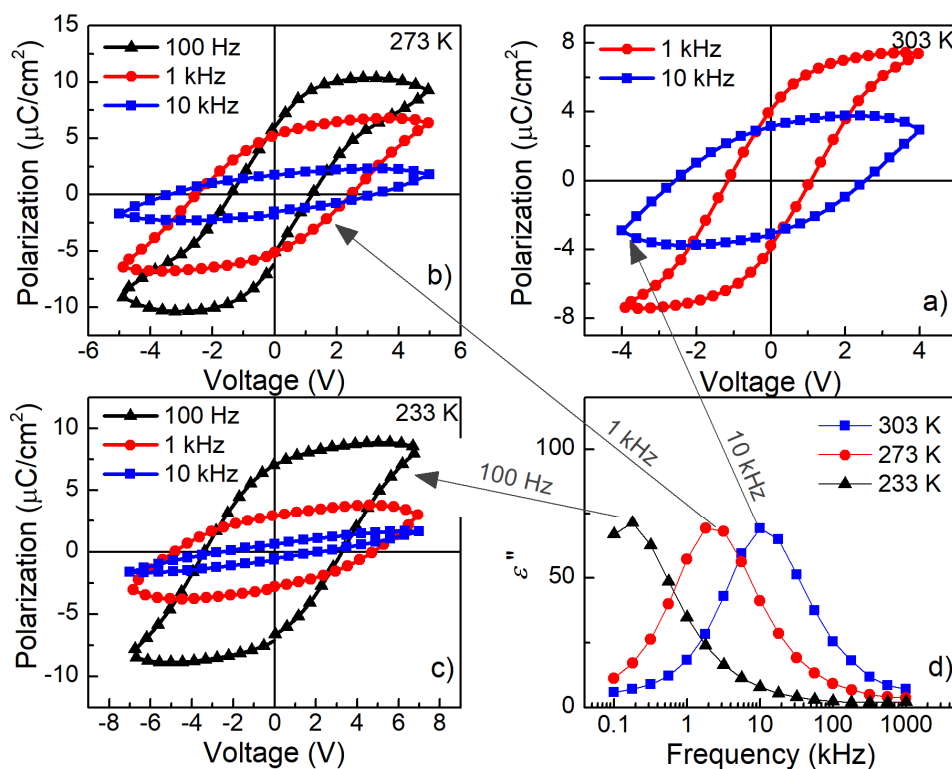 15
10
5
0
-5
-10
Polarization (μC/cm²)
100 Hz
1 kHz
10 kHz
273 K
b)
-6 -4 -2 0 2 4 6
Voltage (V)
8
4
0
-4
-8
Polarization (μC/cm²)
1 kHz
10 kHz
303 K
a)
-4 -2 0 2 4
Voltage (V)
10
5
0
-5
-10
Polarization (μC/cm²)
100 Hz
1 kHz
10 kHz
233 K
c)
-8 -6 -4 -2 0 2 4 6 8
Voltage (V)
100 Hz
1 kHz
10 kHz
100
50
0
ε"
303 K
273 K
233 K
d)
0.1 1 10 100 1000
Frequency (kHz)